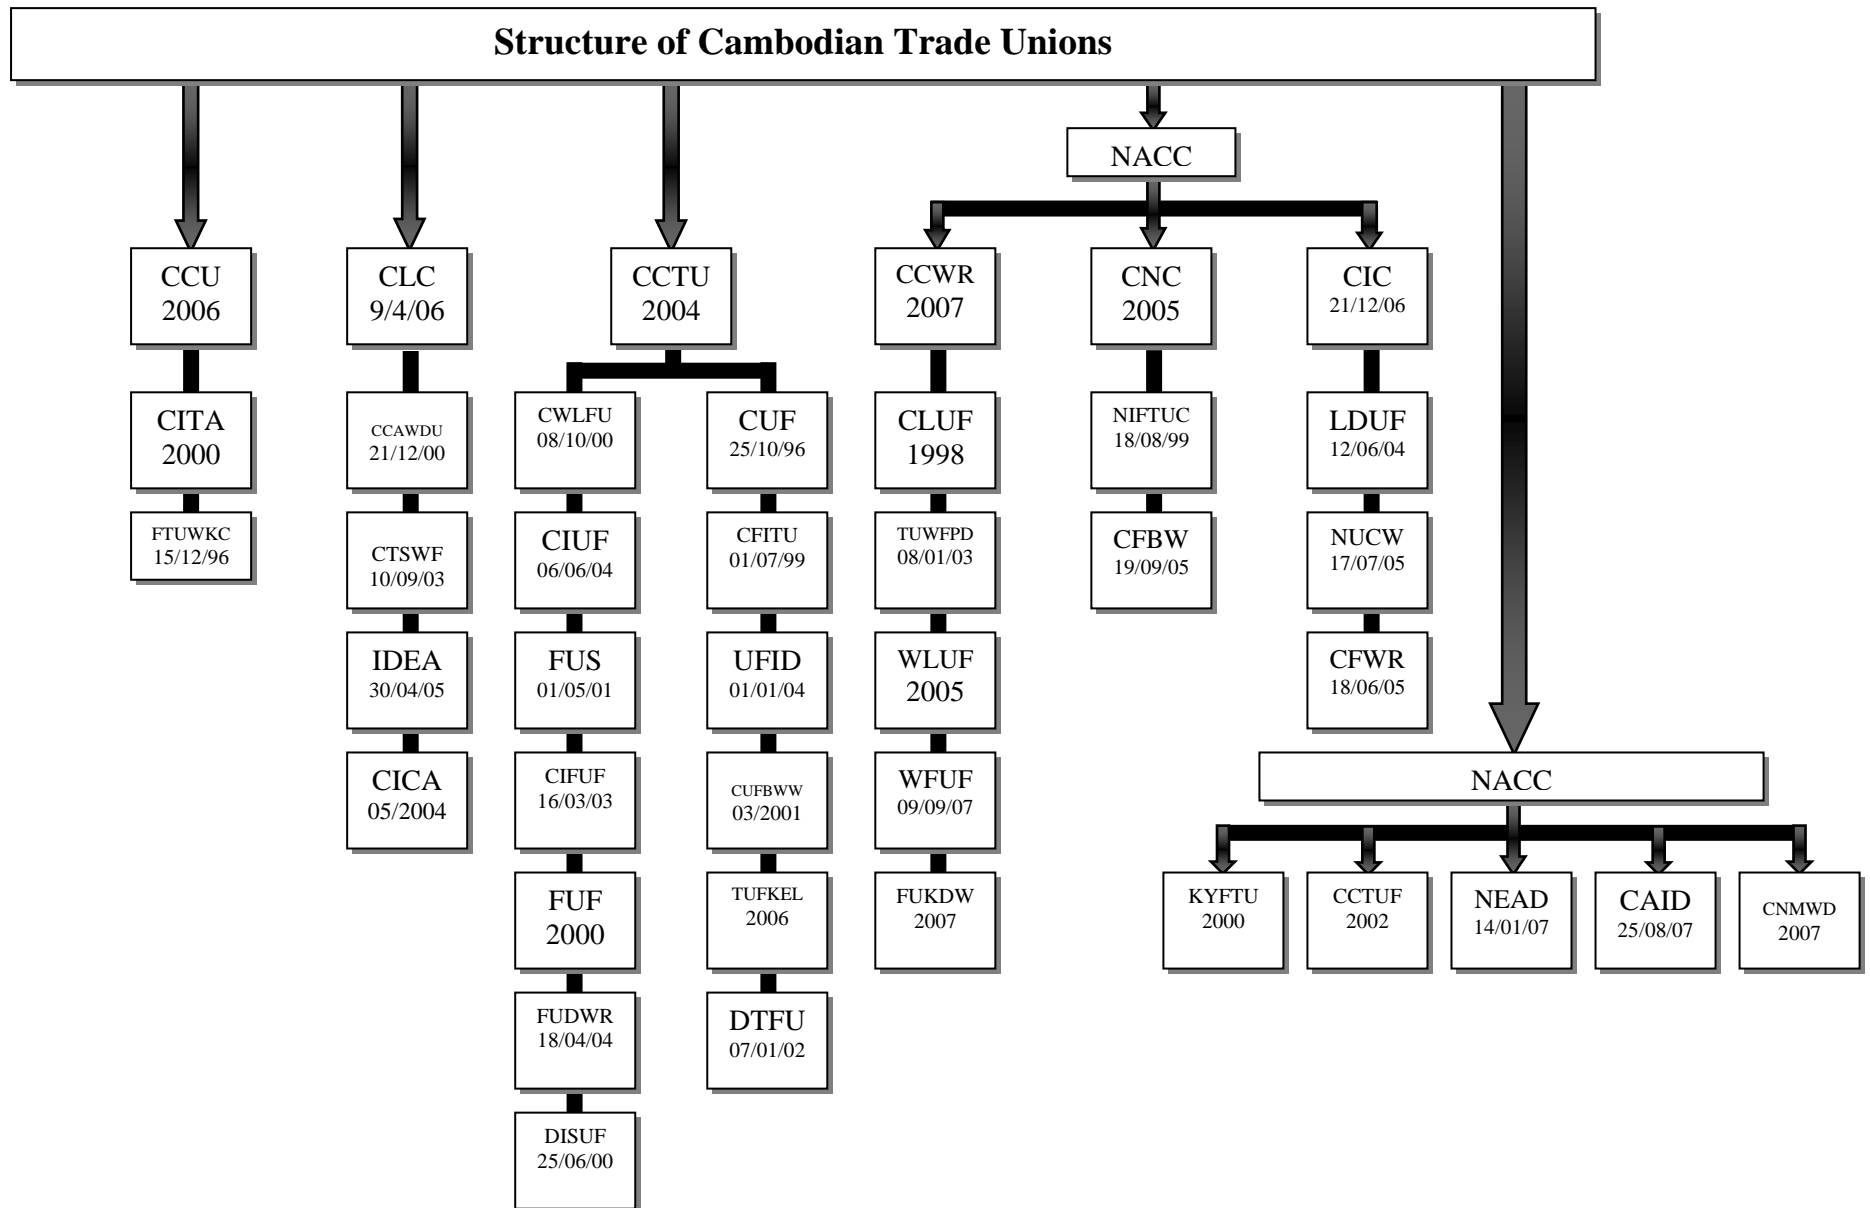 Structure of Cambodian Trade Unions
NACC
CCU
2006
CLC
9/4/06
CCTU
2004
CCWR
2007
CNC
2005
CIC
21/12/06
CITA
2000
CCAWDU
21/12/00
CWLFU
08/10/00
CUF
25/10/96
CLUF
1998
NIFTUC
18/08/99
LDUF
12/06/04
FTUWKC
15/12/96
CTSWF
10/09/03
CIUF
06/06/04
CFITU
01/07/99
TUWFPD
08/01/03
CFBW
19/09/05
NUCW
17/07/05
IDEA
30/04/05
FUS
01/05/01
UFID
01/01/04
WLUF
2005
CFWR
18/06/05
CICA
05/2004
CIFUF
16/03/03
CUFBWW
03/2001
WFUF
09/09/07
NACC
FUF
2000
TUFKEL
2006
FUKDW
2007
KYFTU
2000
CCTUF
2002
NEAD
14/01/07
CAID
25/08/07
CNMWD
2007
FUDWR
18/04/04
DTFU
07/01/02
DISUF
25/06/00